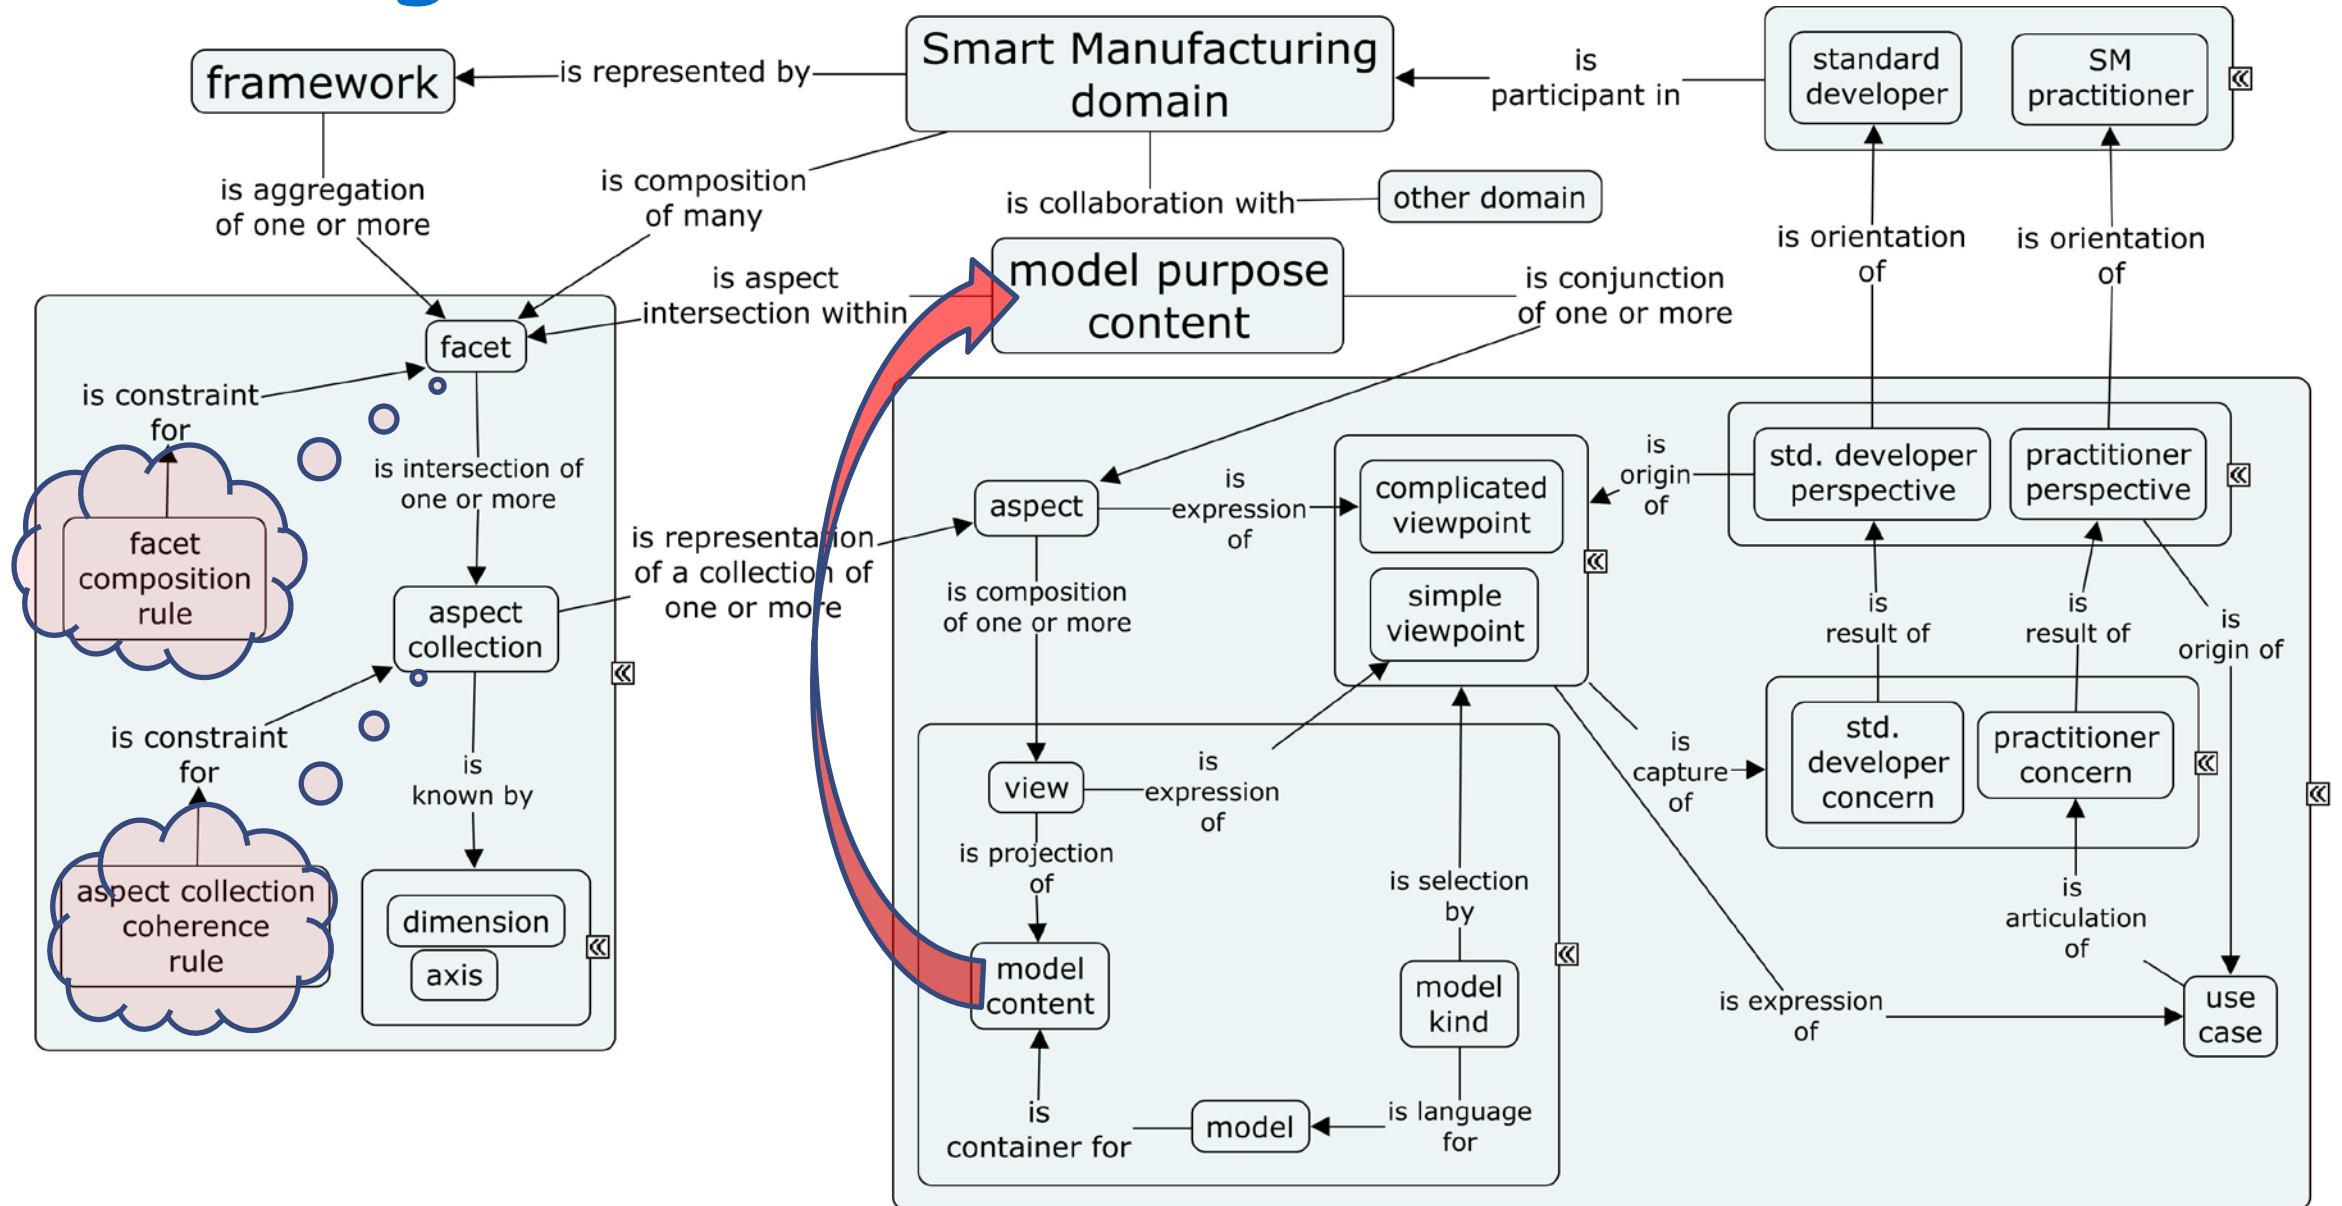 framework
is represented by
Smart Manufacturing
domain
is
participant in
standard
developer
SM
practitioner
is aggregation
of one or more
is composition
of many
is collaboration with
other domain
is orientation
of
is orientation
of
is aspect
intersection within
model purpose
content
is conjunction
of one or more
facet
is constraint
for
is intersection of
one or more
facet
composition
rule
aspect
collection
is representation
of a collection of
one or more
is constraint
for
is
known by
aspect collection
coherence
rule
dimension
axis
aspect
is
expression
of
complicated
viewpoint
simple
viewpoint
is
origin
of
std. developer
perspective
practitioner
perspective
is composition
of one or more
is
result of
is
result of
is
origin of
view
is
expression
of
is
capture
of
std.
developer
concern
practitioner
concern
is projection
of
is selection
by
is
articulation
of
model
content
model
kind
is expression
of
use
case
is
container for
model
is language
for